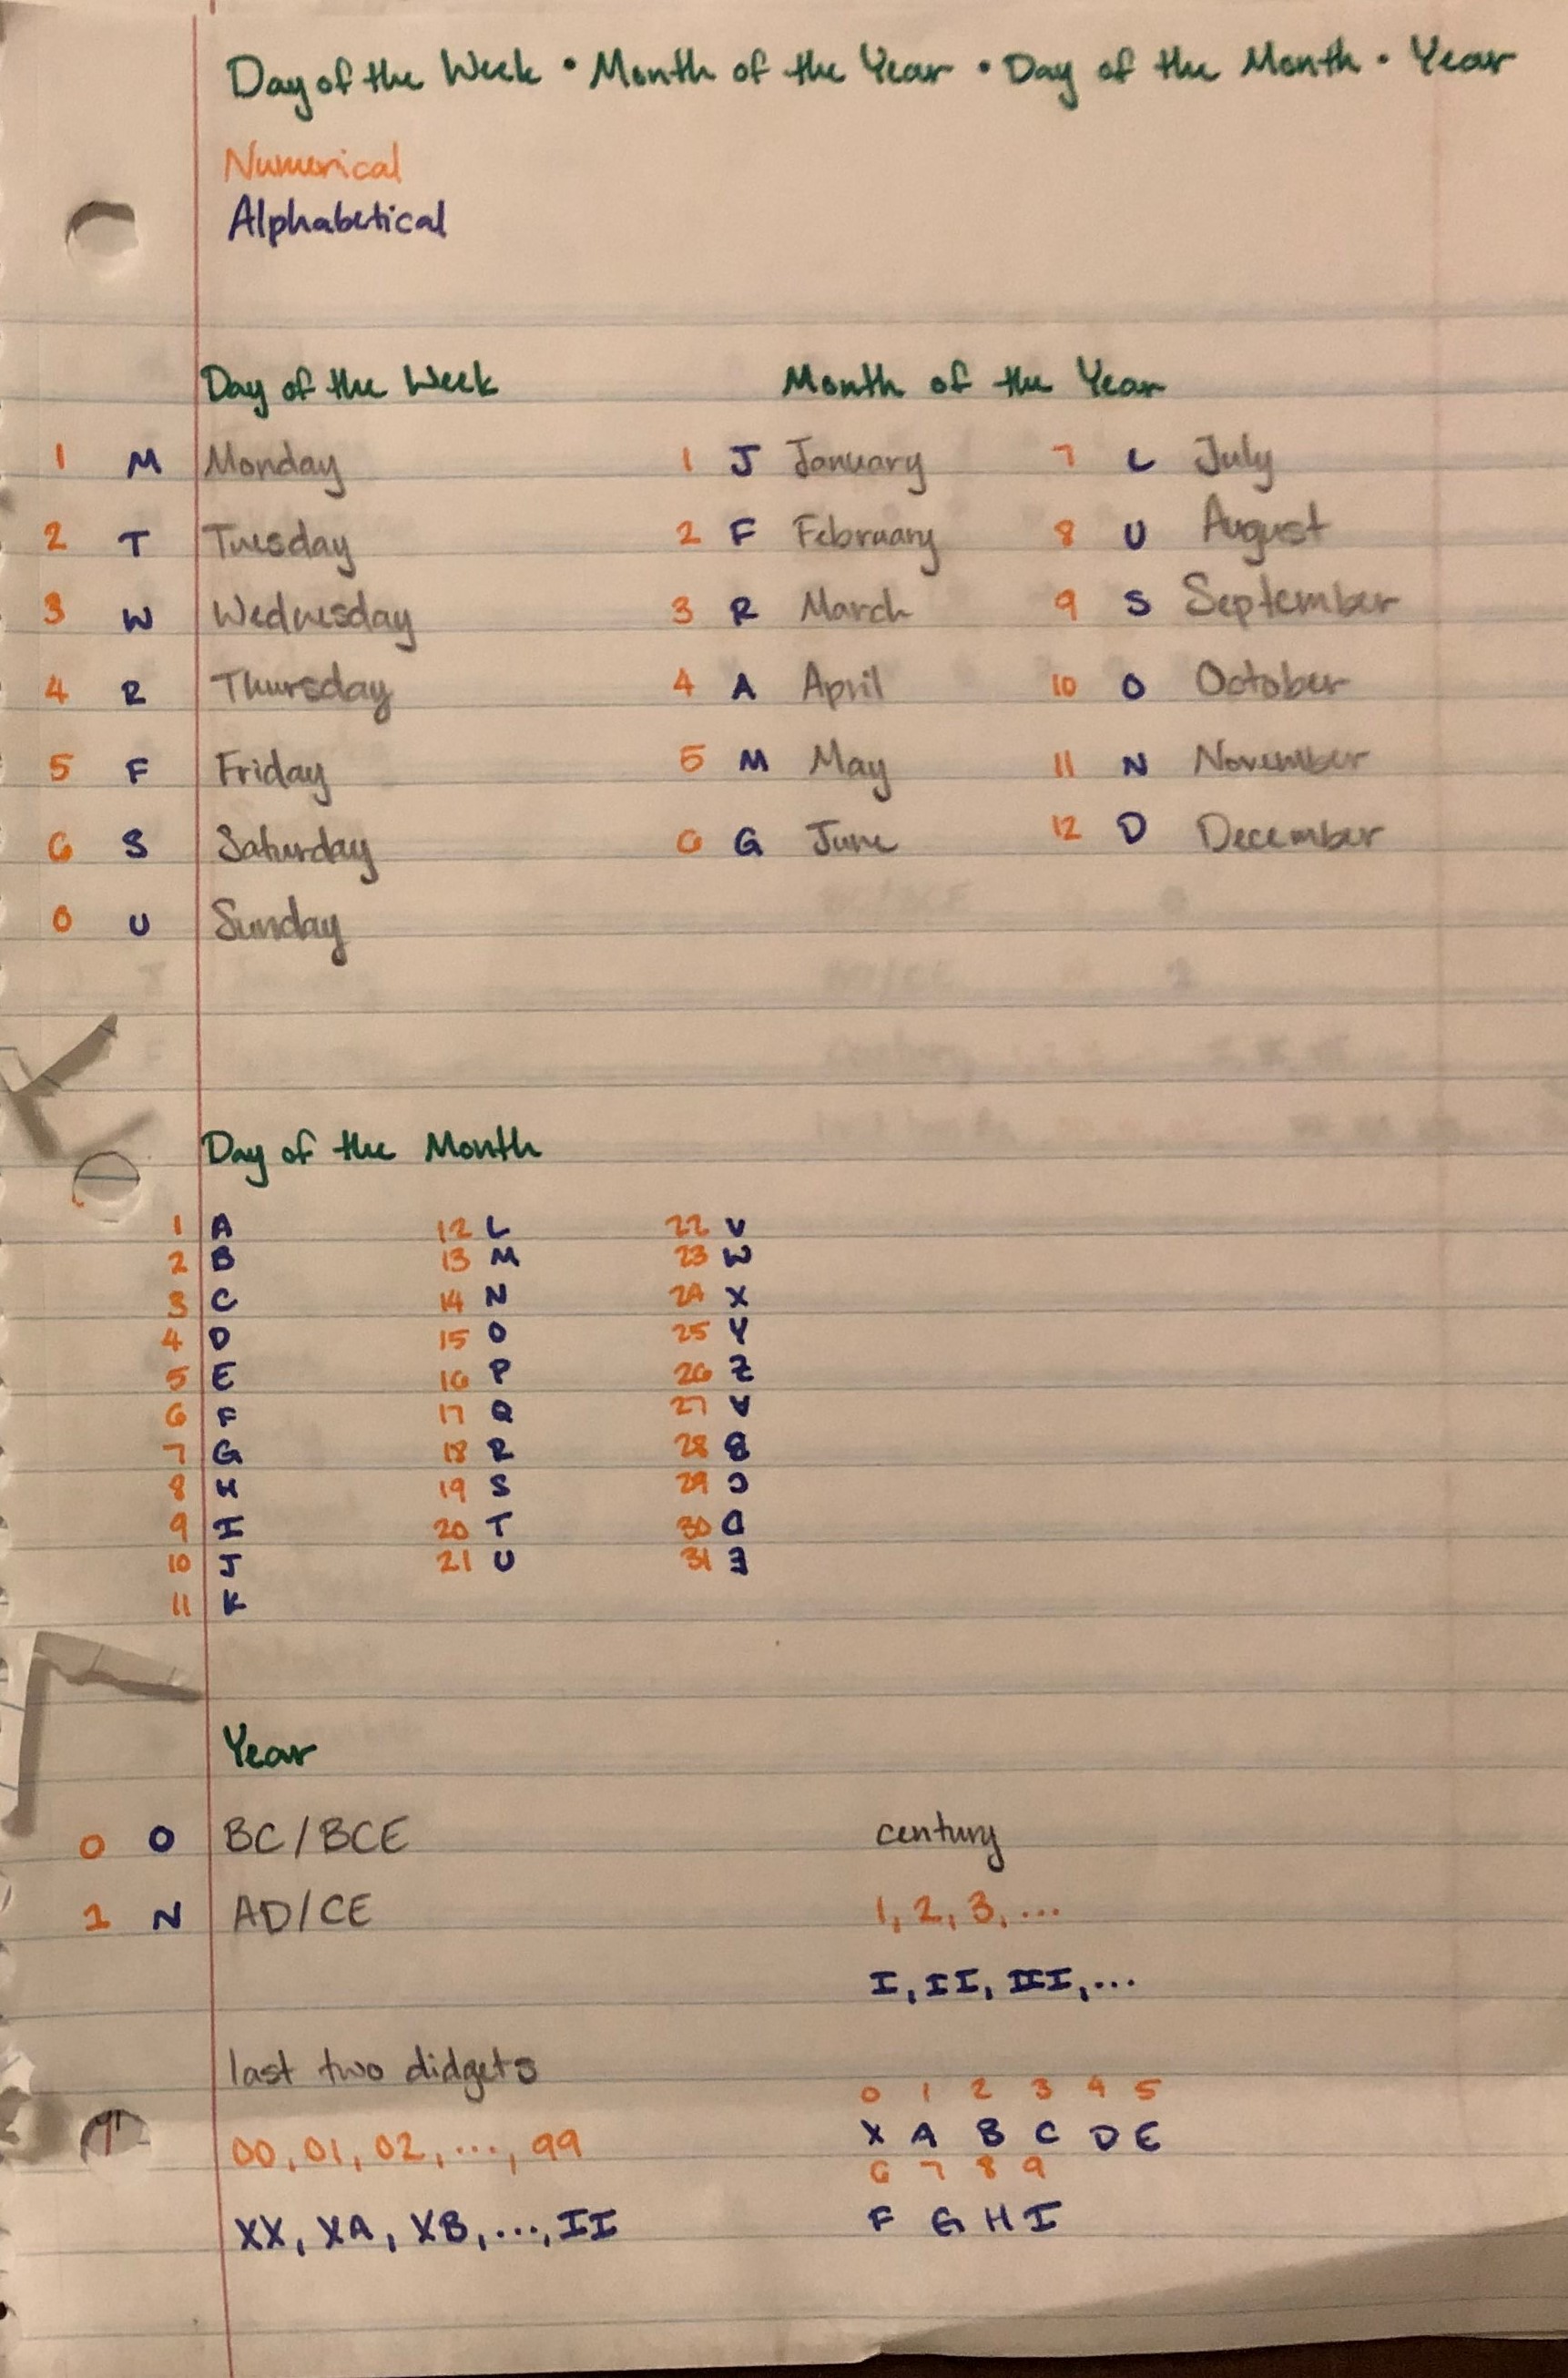 Day of the Week • Month of the Year • Day of the Month • Year
Numerical
Alphabetical
Day of the Week
1 M Monday
2 T Tuesday
3 W Wednesday
4 R Thursday
5 F Friday
6 S Saturday
0 U Sunday
Month of the Year
1 J January
2 F February
3 R March
4 A April
5 M May
6 G June
7 L July
8 U August
9 S September
10 O October
11 N November
12 D December
Day of the Month
1 A
2 B
3 C
4 D
5 E
6 F
7 G
8 H
9 I
10 J
11 K
12 L
13 M
14 N
15 O
16 P
17 Q
18 R
19 S
20 T
21 U
22 V
23 W
24 X
25 Y
26 Z
27 ∀
28 B
29 Ɔ
30 D
31 Ǝ
Year
0 O BC/BCE
1 N AD/CE
century
1, 2, 3, ...
I, II, III, ...
last two didgets
00, 01, 02, ..., 99
XX, XA, XB, ..., II
0 1 2 3 4 5
X A B C D E
6 7 8 9
F G H I